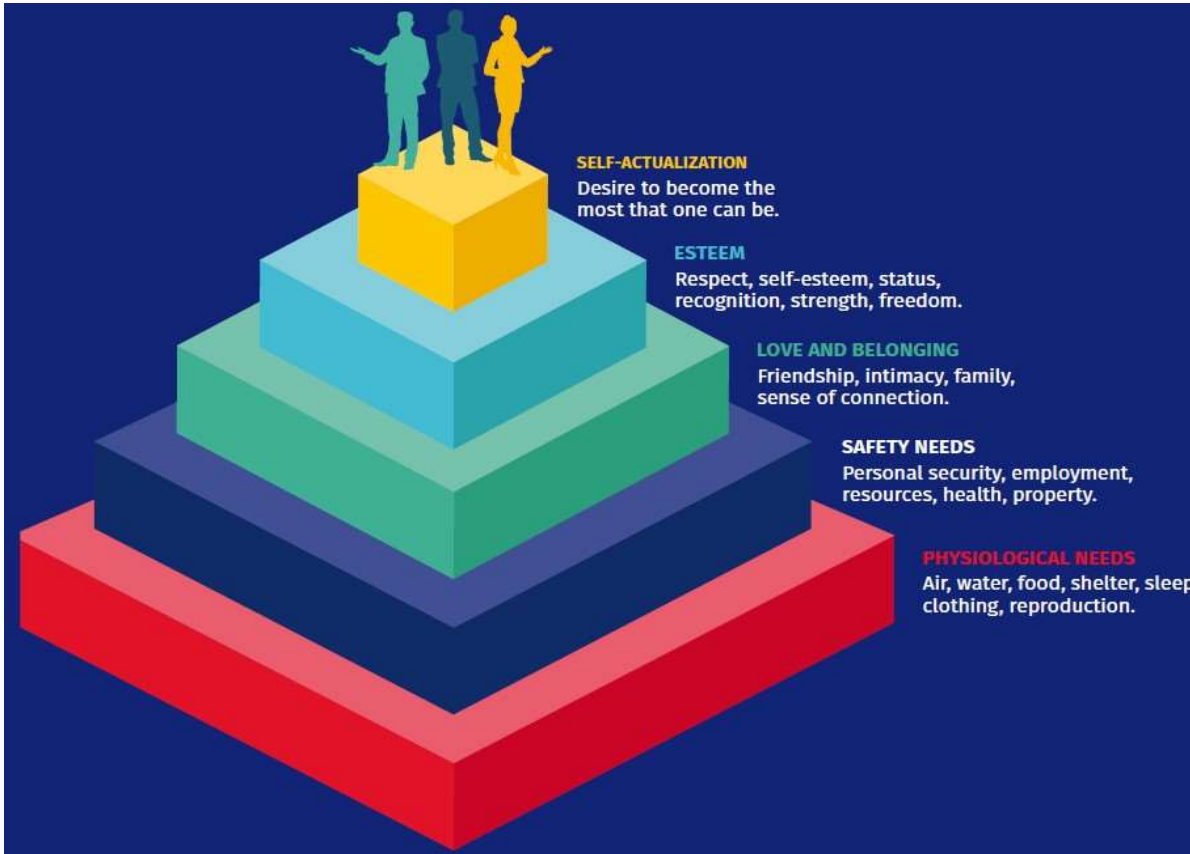 SELF-ACTUALIZATION
Desire to become the
most that one can be.
ESTEEM
Respect, self-esteem, status,
recognition, strength, freedom.
LOVE AND BELONGING
Friendship, intimacy, family,
sense of connection.
SAFETY NEEDS
Personal security, employment,
resources, health, property.
PHYSIOLOGICAL NEEDS
Air, water, food, shelter, sleep
clothing, reproduction.